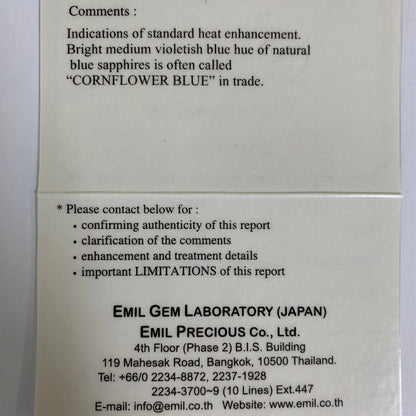 Comments :
Indications of standard heat enhancement.
Bright medium violetish blue hue of natural
blue sapphires is often called
“CORNFLOWER BLUE” in trade.
* Please contact below for :
• confirming authenticity of this report
• clarification of the comments
• enhancement and treatment details
• important LIMITATIONS of this report
EMIL GEM LABORATORY (JAPAN)
EMIL PRECIOUS CO., LTD.
4th Floor (Phase 2) B.I.S. Building
119 Mahesak Road, Bangkok, 10500 Thailand.
Tel: +66/0 2234-8872, 2237-1928
2234-3700~9 (10 Lines) Ext.447
E-mail: info@emil.co.th Website: www.emil.co.th